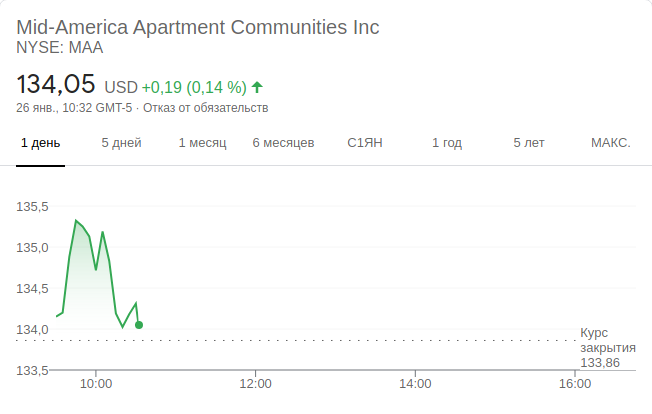 Mid-America Apartment Communities Inc
NYSE: MAA
134,05 USD +0,19 (0,14 %)
26 янв., 10:32 GMT-5 · Отказ от обязательств
1 день 5 дней 1 месяц 6 месяцев С1ЯН 1 год 5 лет МАКС.
135,5
135,0
134,5
134,0
133,5
Курс
закрытия
133,86
10:00 12:00 14:00 16:00